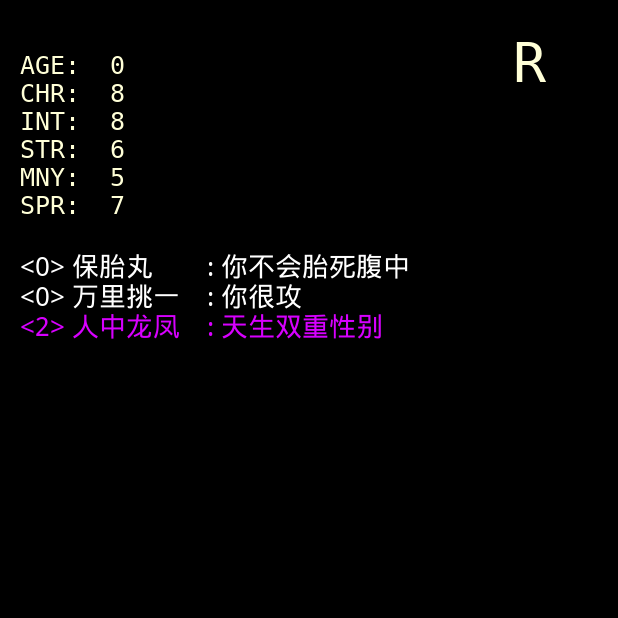 R
AGE: 0
CHR: 8
INT: 8
STR: 6
MNY: 5
SPR: 7
<0> 保胎丸 :你不会胎死腹中
<0> 万里挑一 :你很攻
<2> 人中龙凤 :天生双重性别